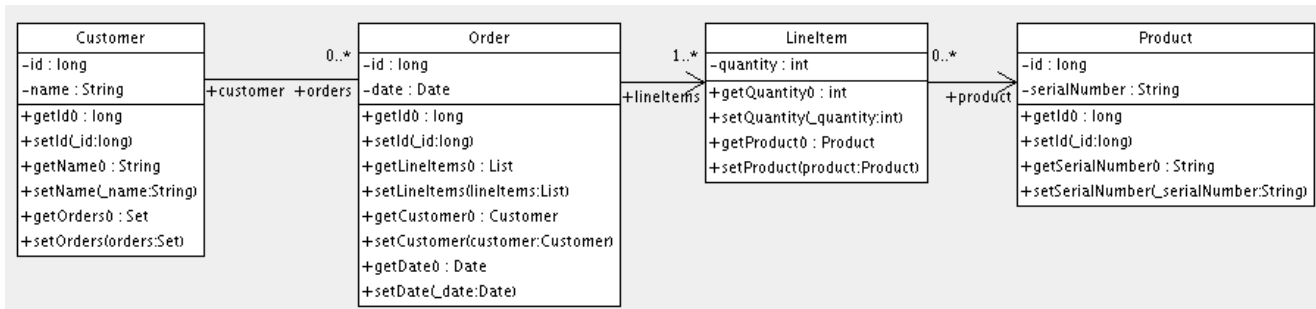 Customer
-id : long
-name : String
+getId() : long
+setId(_id:long)
+getName() : String
+setName(_name:String)
+getOrders() : Set
+setOrders(orders:Set)
+customer
0..*
+orders
Order
-id : long
-date : Date
+getId() : long
+setId(_id:long)
+getLineItems() : List
+setLineItems(lineItems:List)
+getCustomer() : Customer
+setCustomer(customer:Customer)
+getDate() : Date
+setDate(_date:Date)
1..*
+lineItems
LineItem
-quantity : int
+getQuantity() : int
+setQuantity(_quantity:int)
+getProduct() : Product
+setProduct(product:Product)
0..*
+product
Product
-id : long
-serialNumber : String
+getId() : long
+setId(_id:long)
+getSerialNumber() : String
+setSerialNumber(_serialNumber:String)